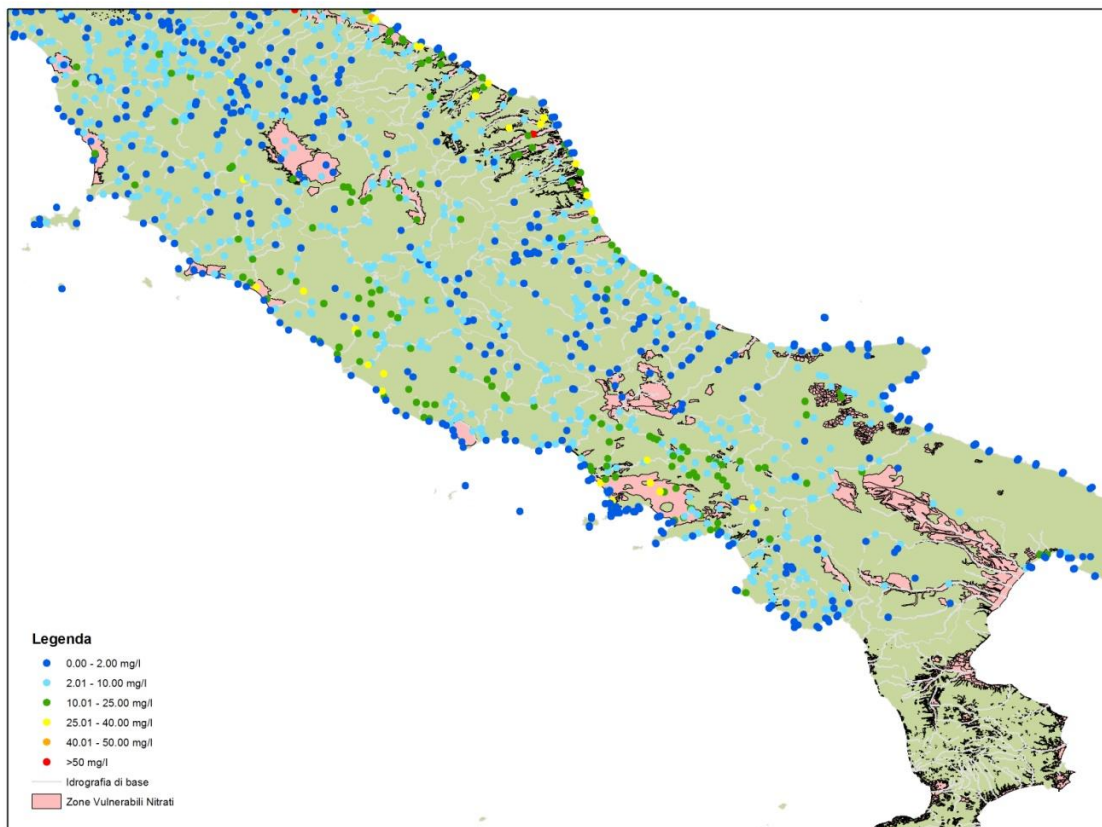 Legenda
0.00 - 2.00 mg/l
2.01 - 10.00 mg/l
10.01 - 25.00 mg/l
25.01 - 40.00 mg/l
40.01 - 50.00 mg/l
>50 mg/l
Idrografia di base
Zone Vulnerabili Nitrati